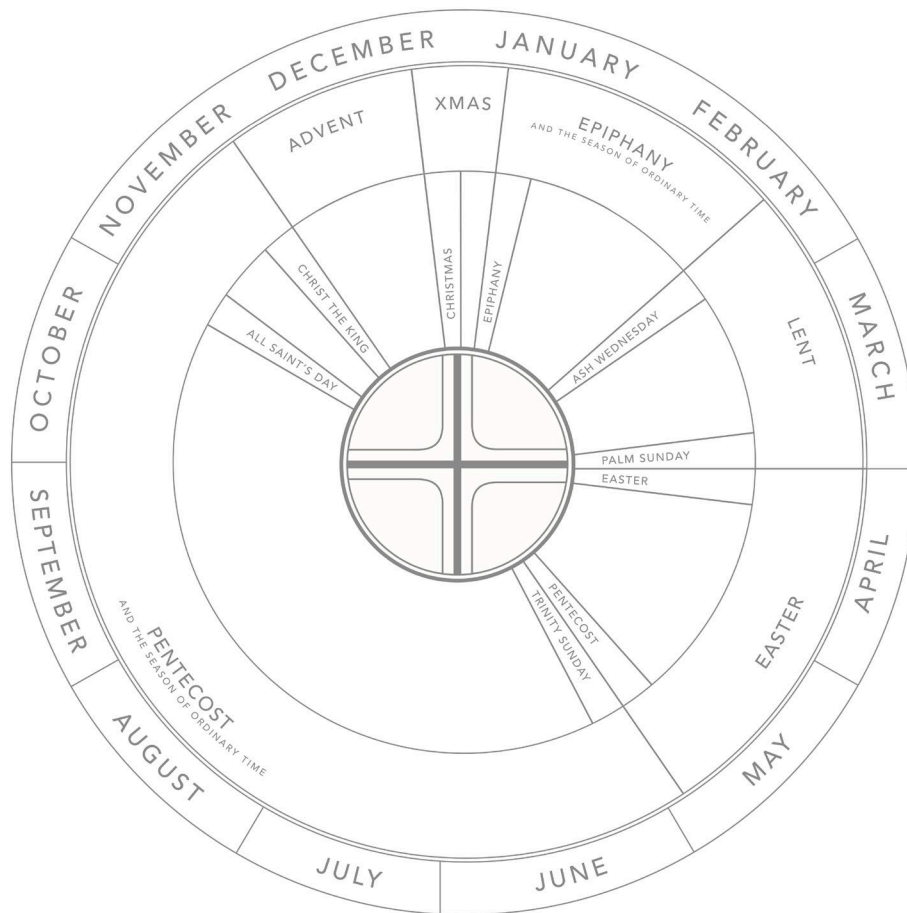 JANUARY
FEBRUARY
MARCH
APRIL
MAY
JUNE
JULY
AUGUST
SEPTEMBER
OCTOBER
NOVEMBER
DECEMBER
ADVENT
XMAS
EPIPHANY
AND THE SEASON OF ORDINARY TIME
LENT
EASTER
PENTECOST
AND THE SEASON OF ORDINARY TIME
CHRISTMAS
EPIPHANY
ASH WEDNESDAY
PALM SUNDAY
EASTER
PENTECOST
TRINITY SUNDAY
ALL SAINT'S DAY
CHRIST THE KING